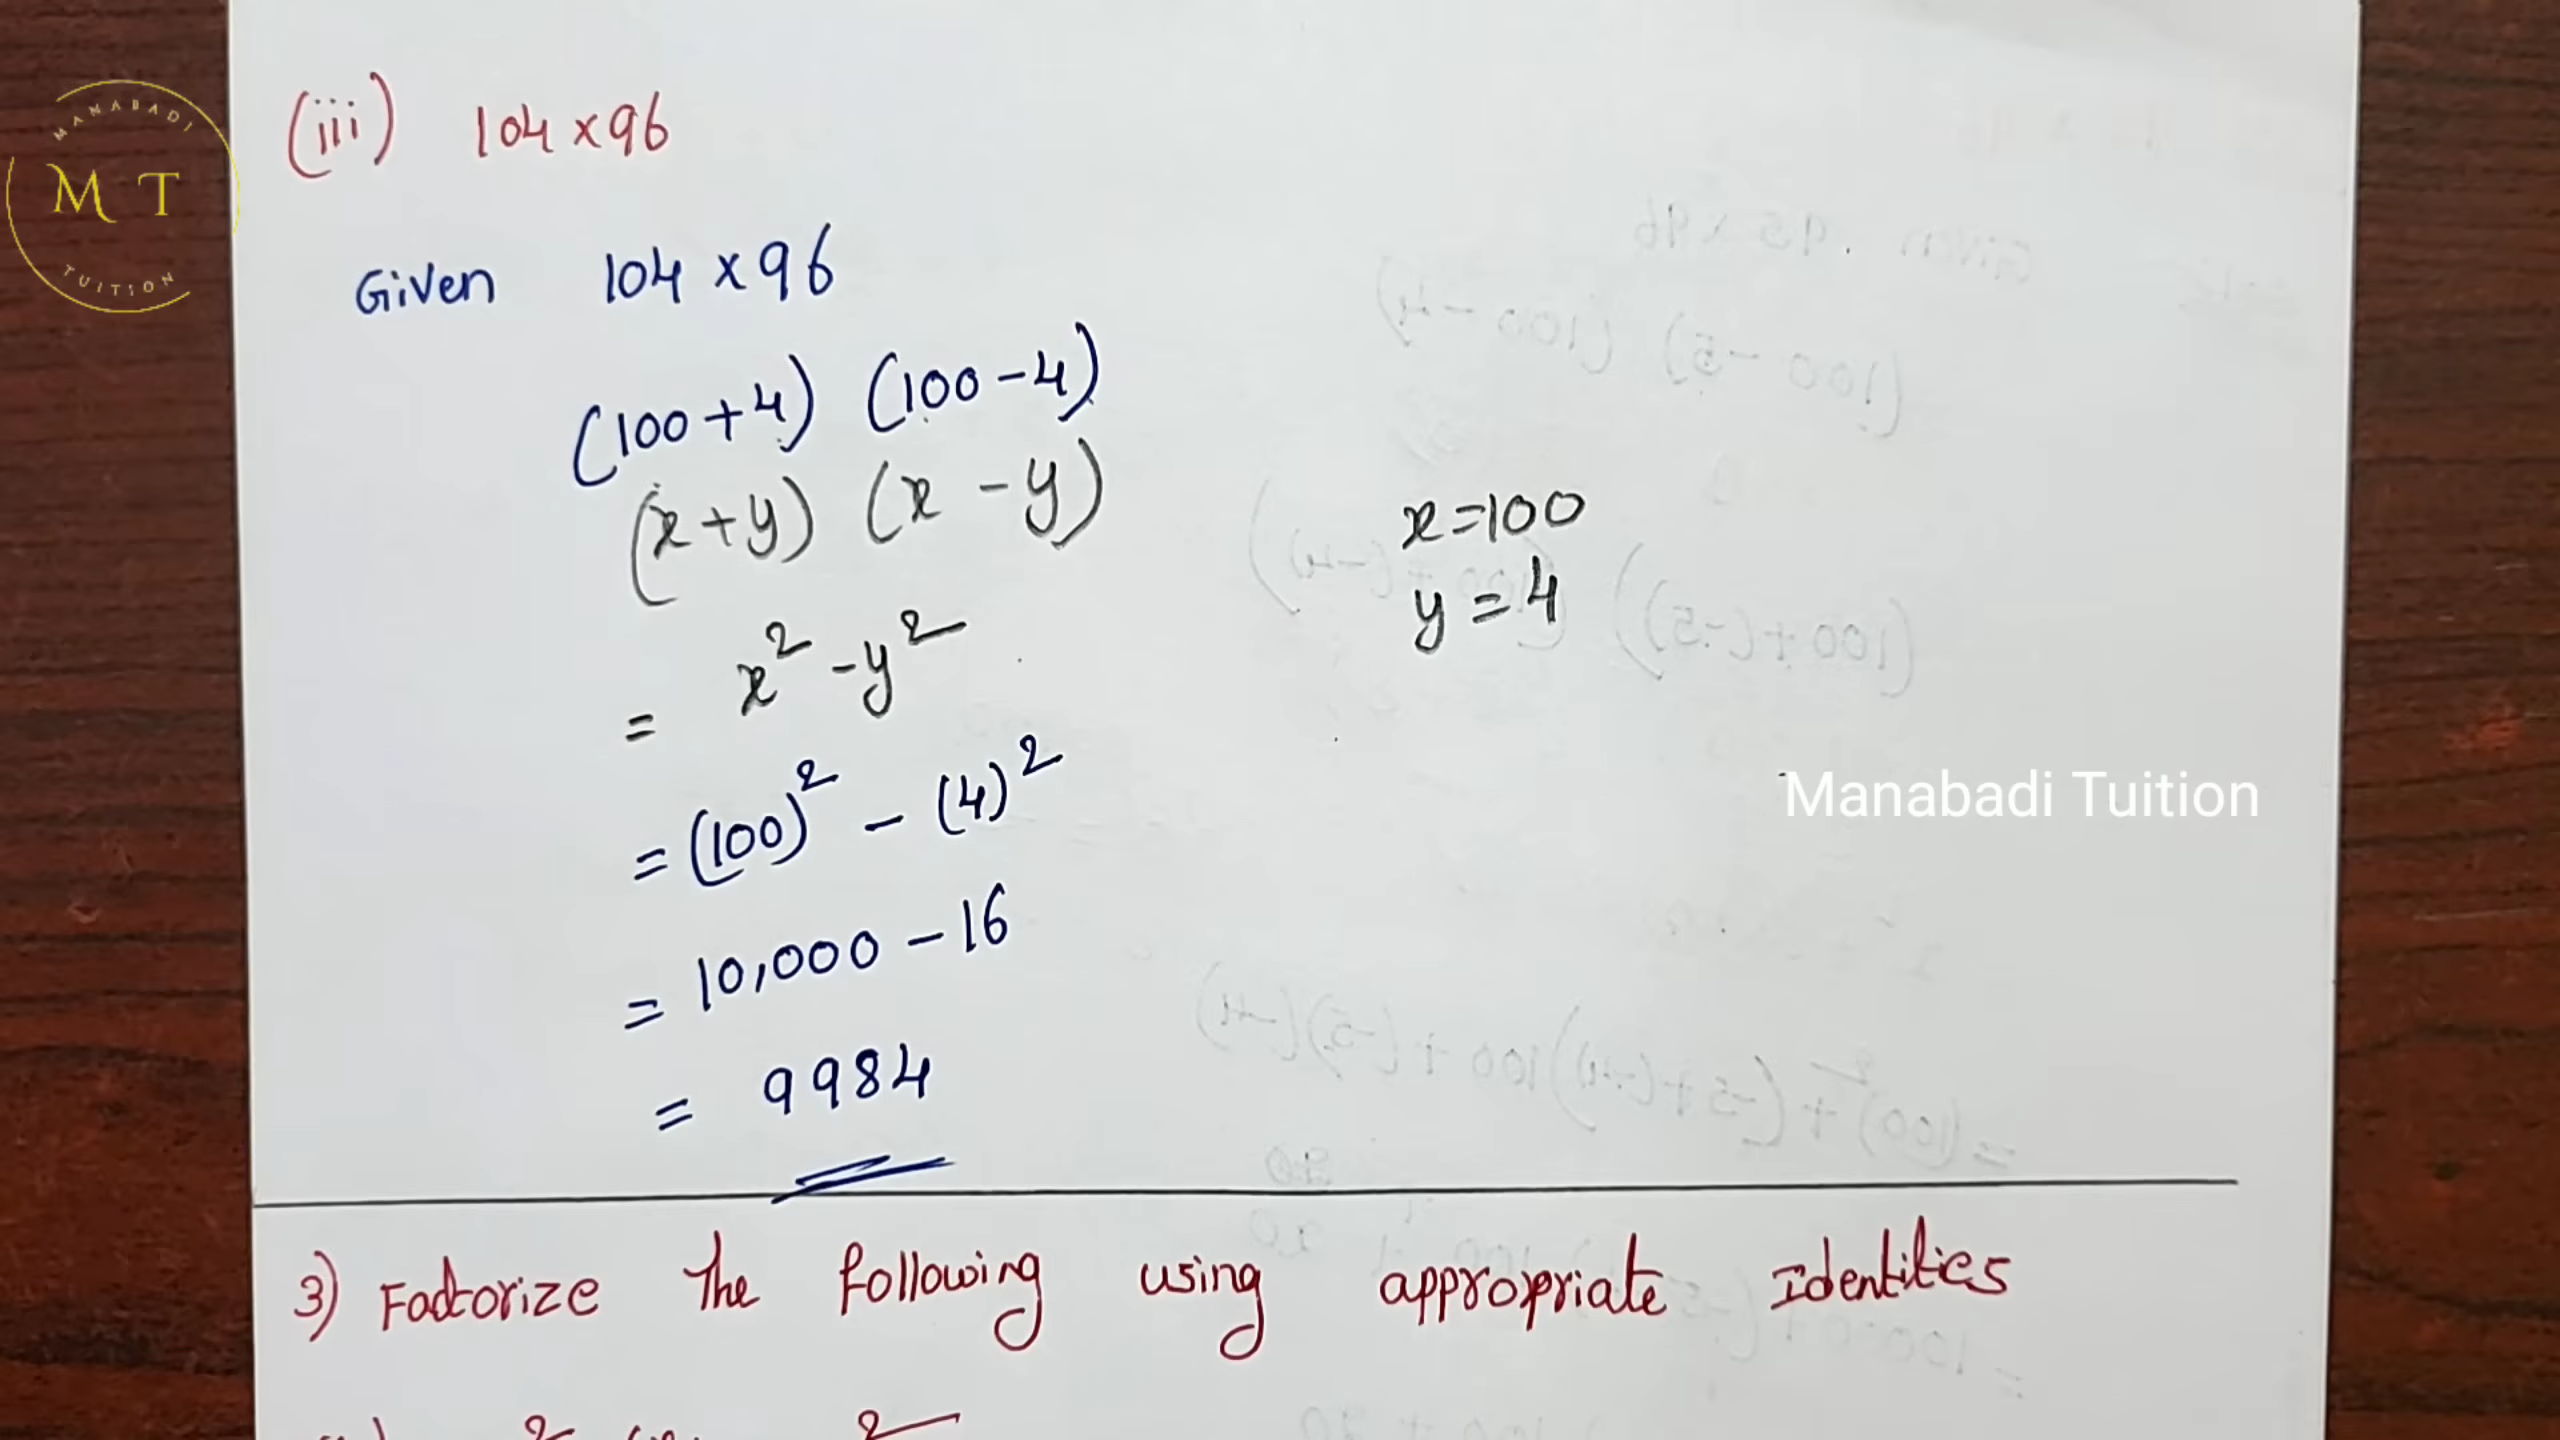 MANABADI
MT
TUITION
(iii) 104 x 96
Given 104 x 96
(100+4) (100-4)
(x+y) (x-y)
x=100
y=4
= x² - y²
= (100)² - (4)²
Manabadi Tuition
= 10,000 - 16
= 9984
3) Factorize The following using appropriate Identities